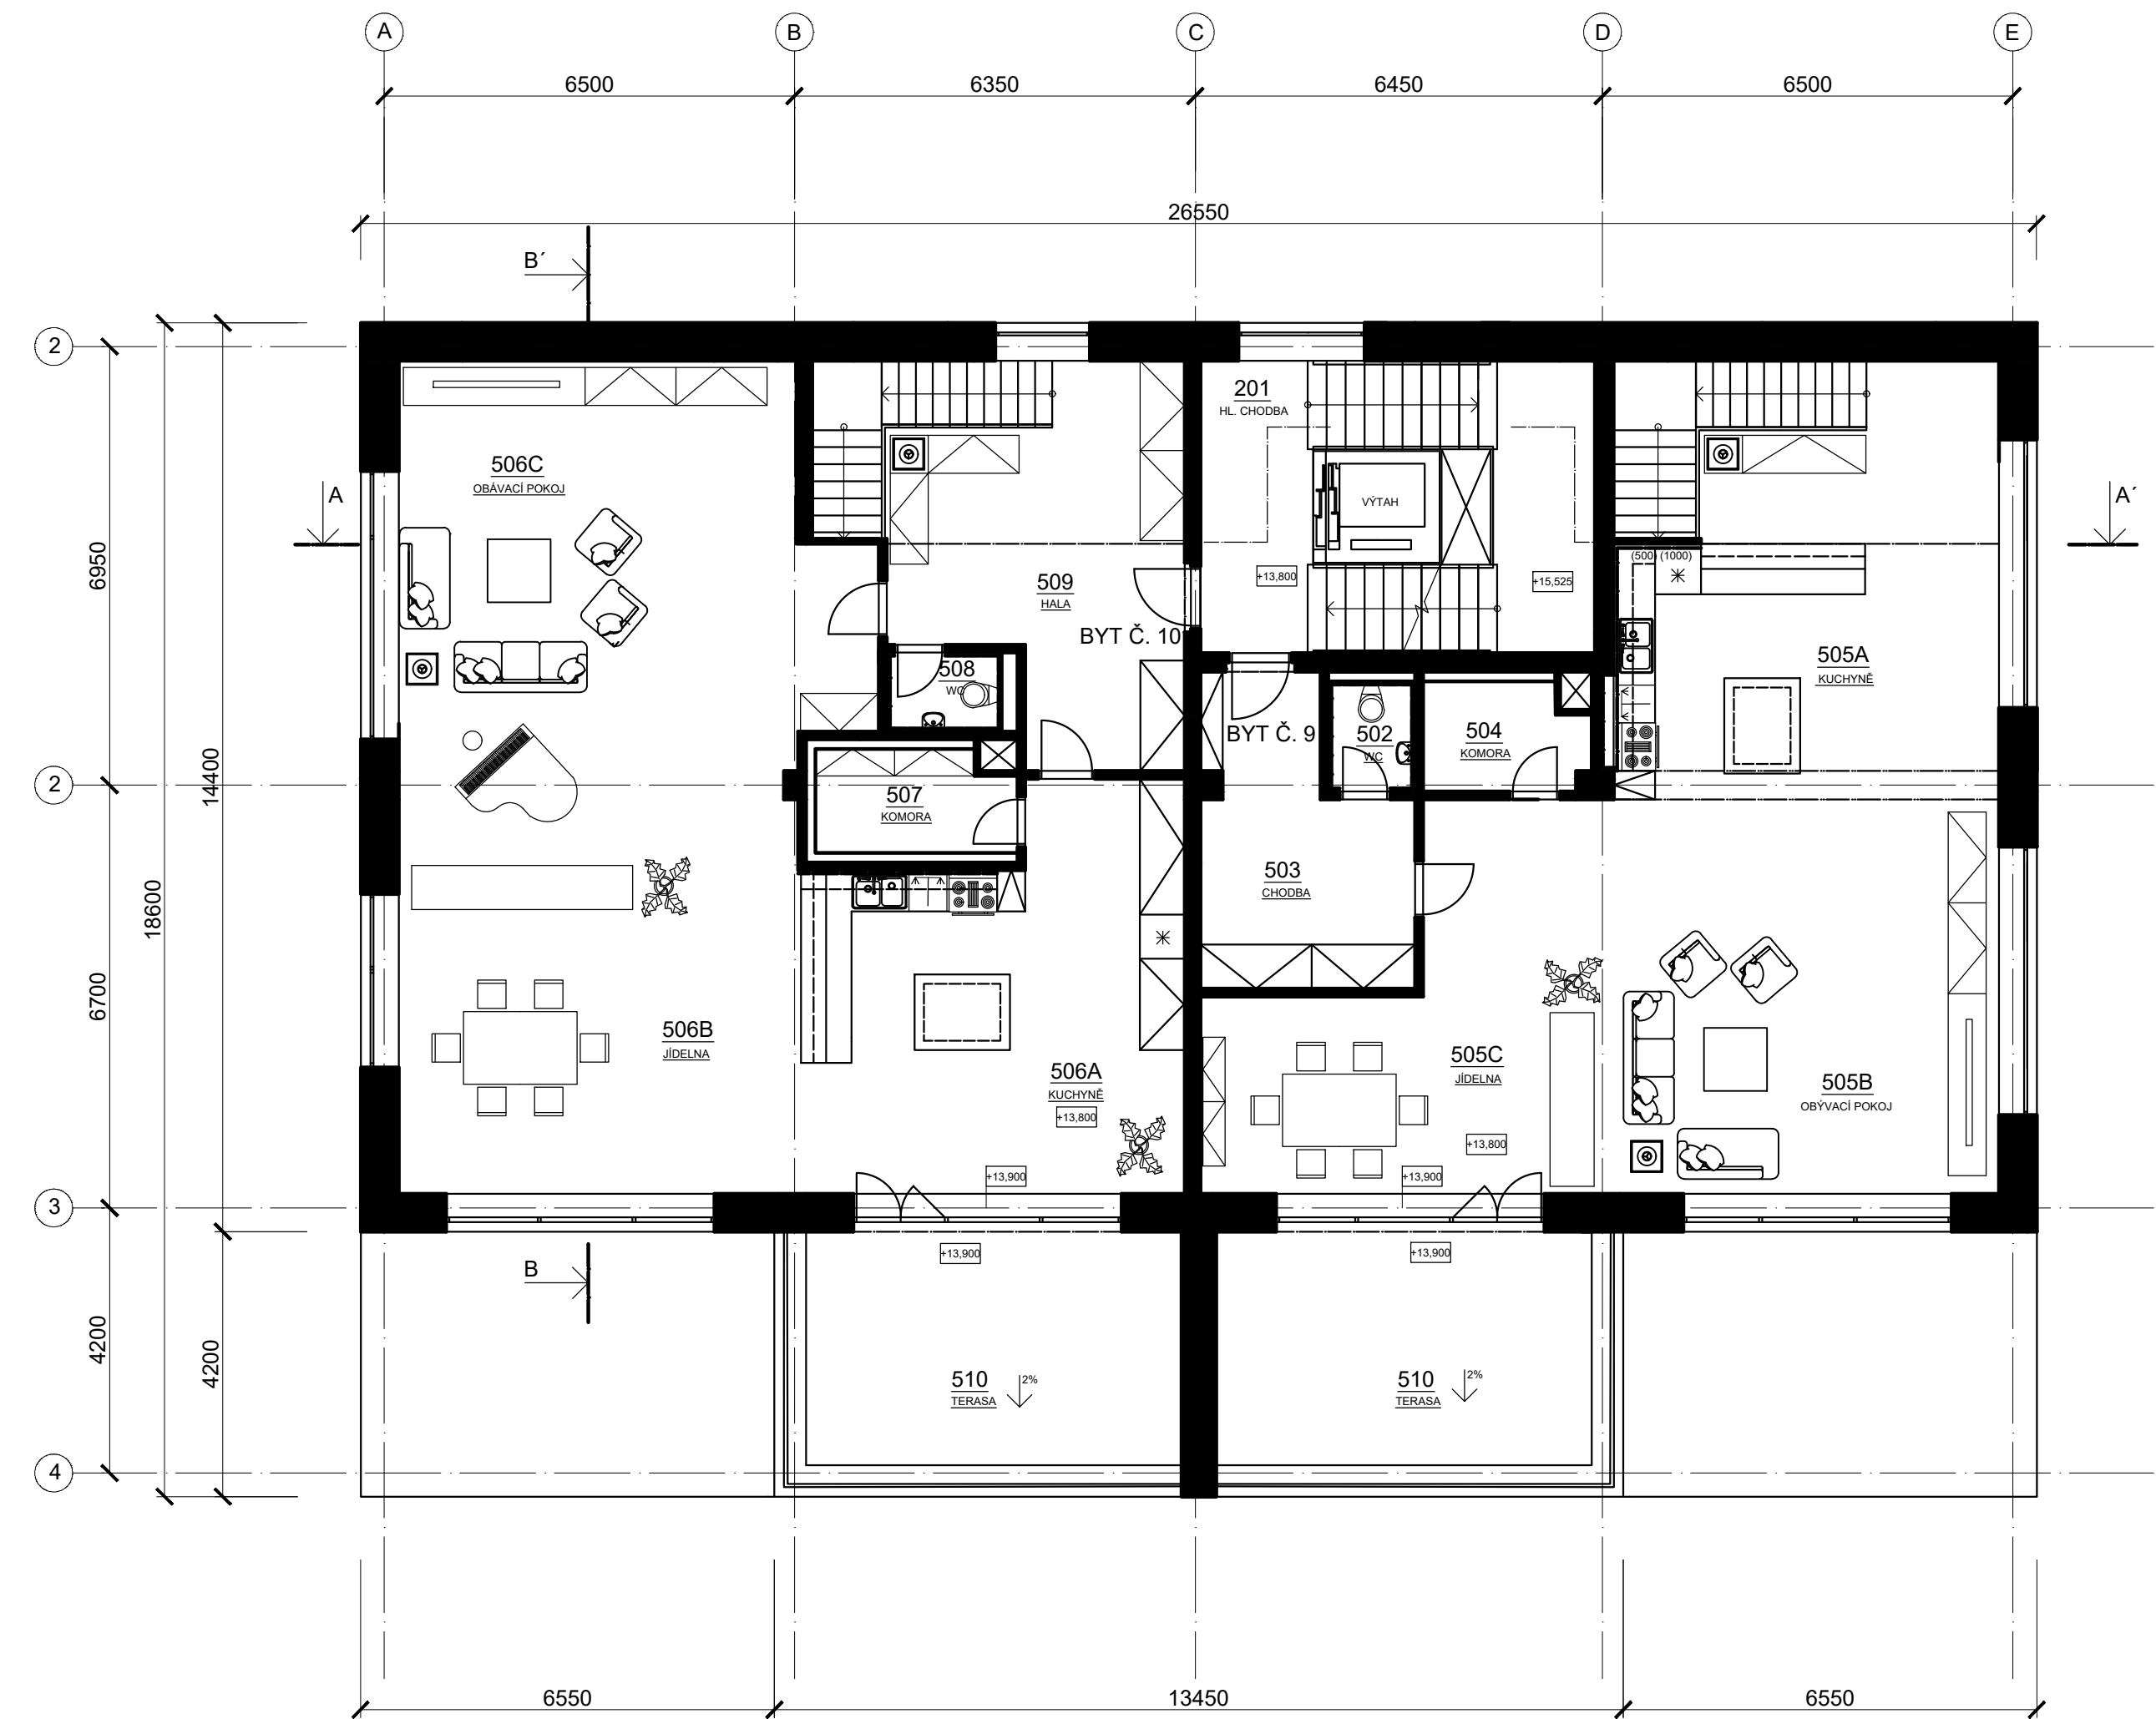 A
B
C
D
E
6500
6350
6450
6500
26550
B´
2
201
HL. CHODBA
506C
OBÁVACÍ POKOJ
A
VÝTAH
A´
6950
509
HALA
+13,800
+15,525
(500) (1000)
BYT Č. 10
508
WC
505A
KUCHYNĚ
BYT Č. 9
502
WC
504
KOMORA
2
14400
507
KOMORA
18600
503
CHODBA
6700
506B
JÍDELNA
506A
KUCHYNĚ
+13,800
505C
JÍDELNA
505B
OBÝVACÍ POKOJ
+13,800
+13,900
+13,900
3
+13,900
+13,900
B
4200
4200
510
TERASA
2%
510
TERASA
2%
4
6550
13450
6550